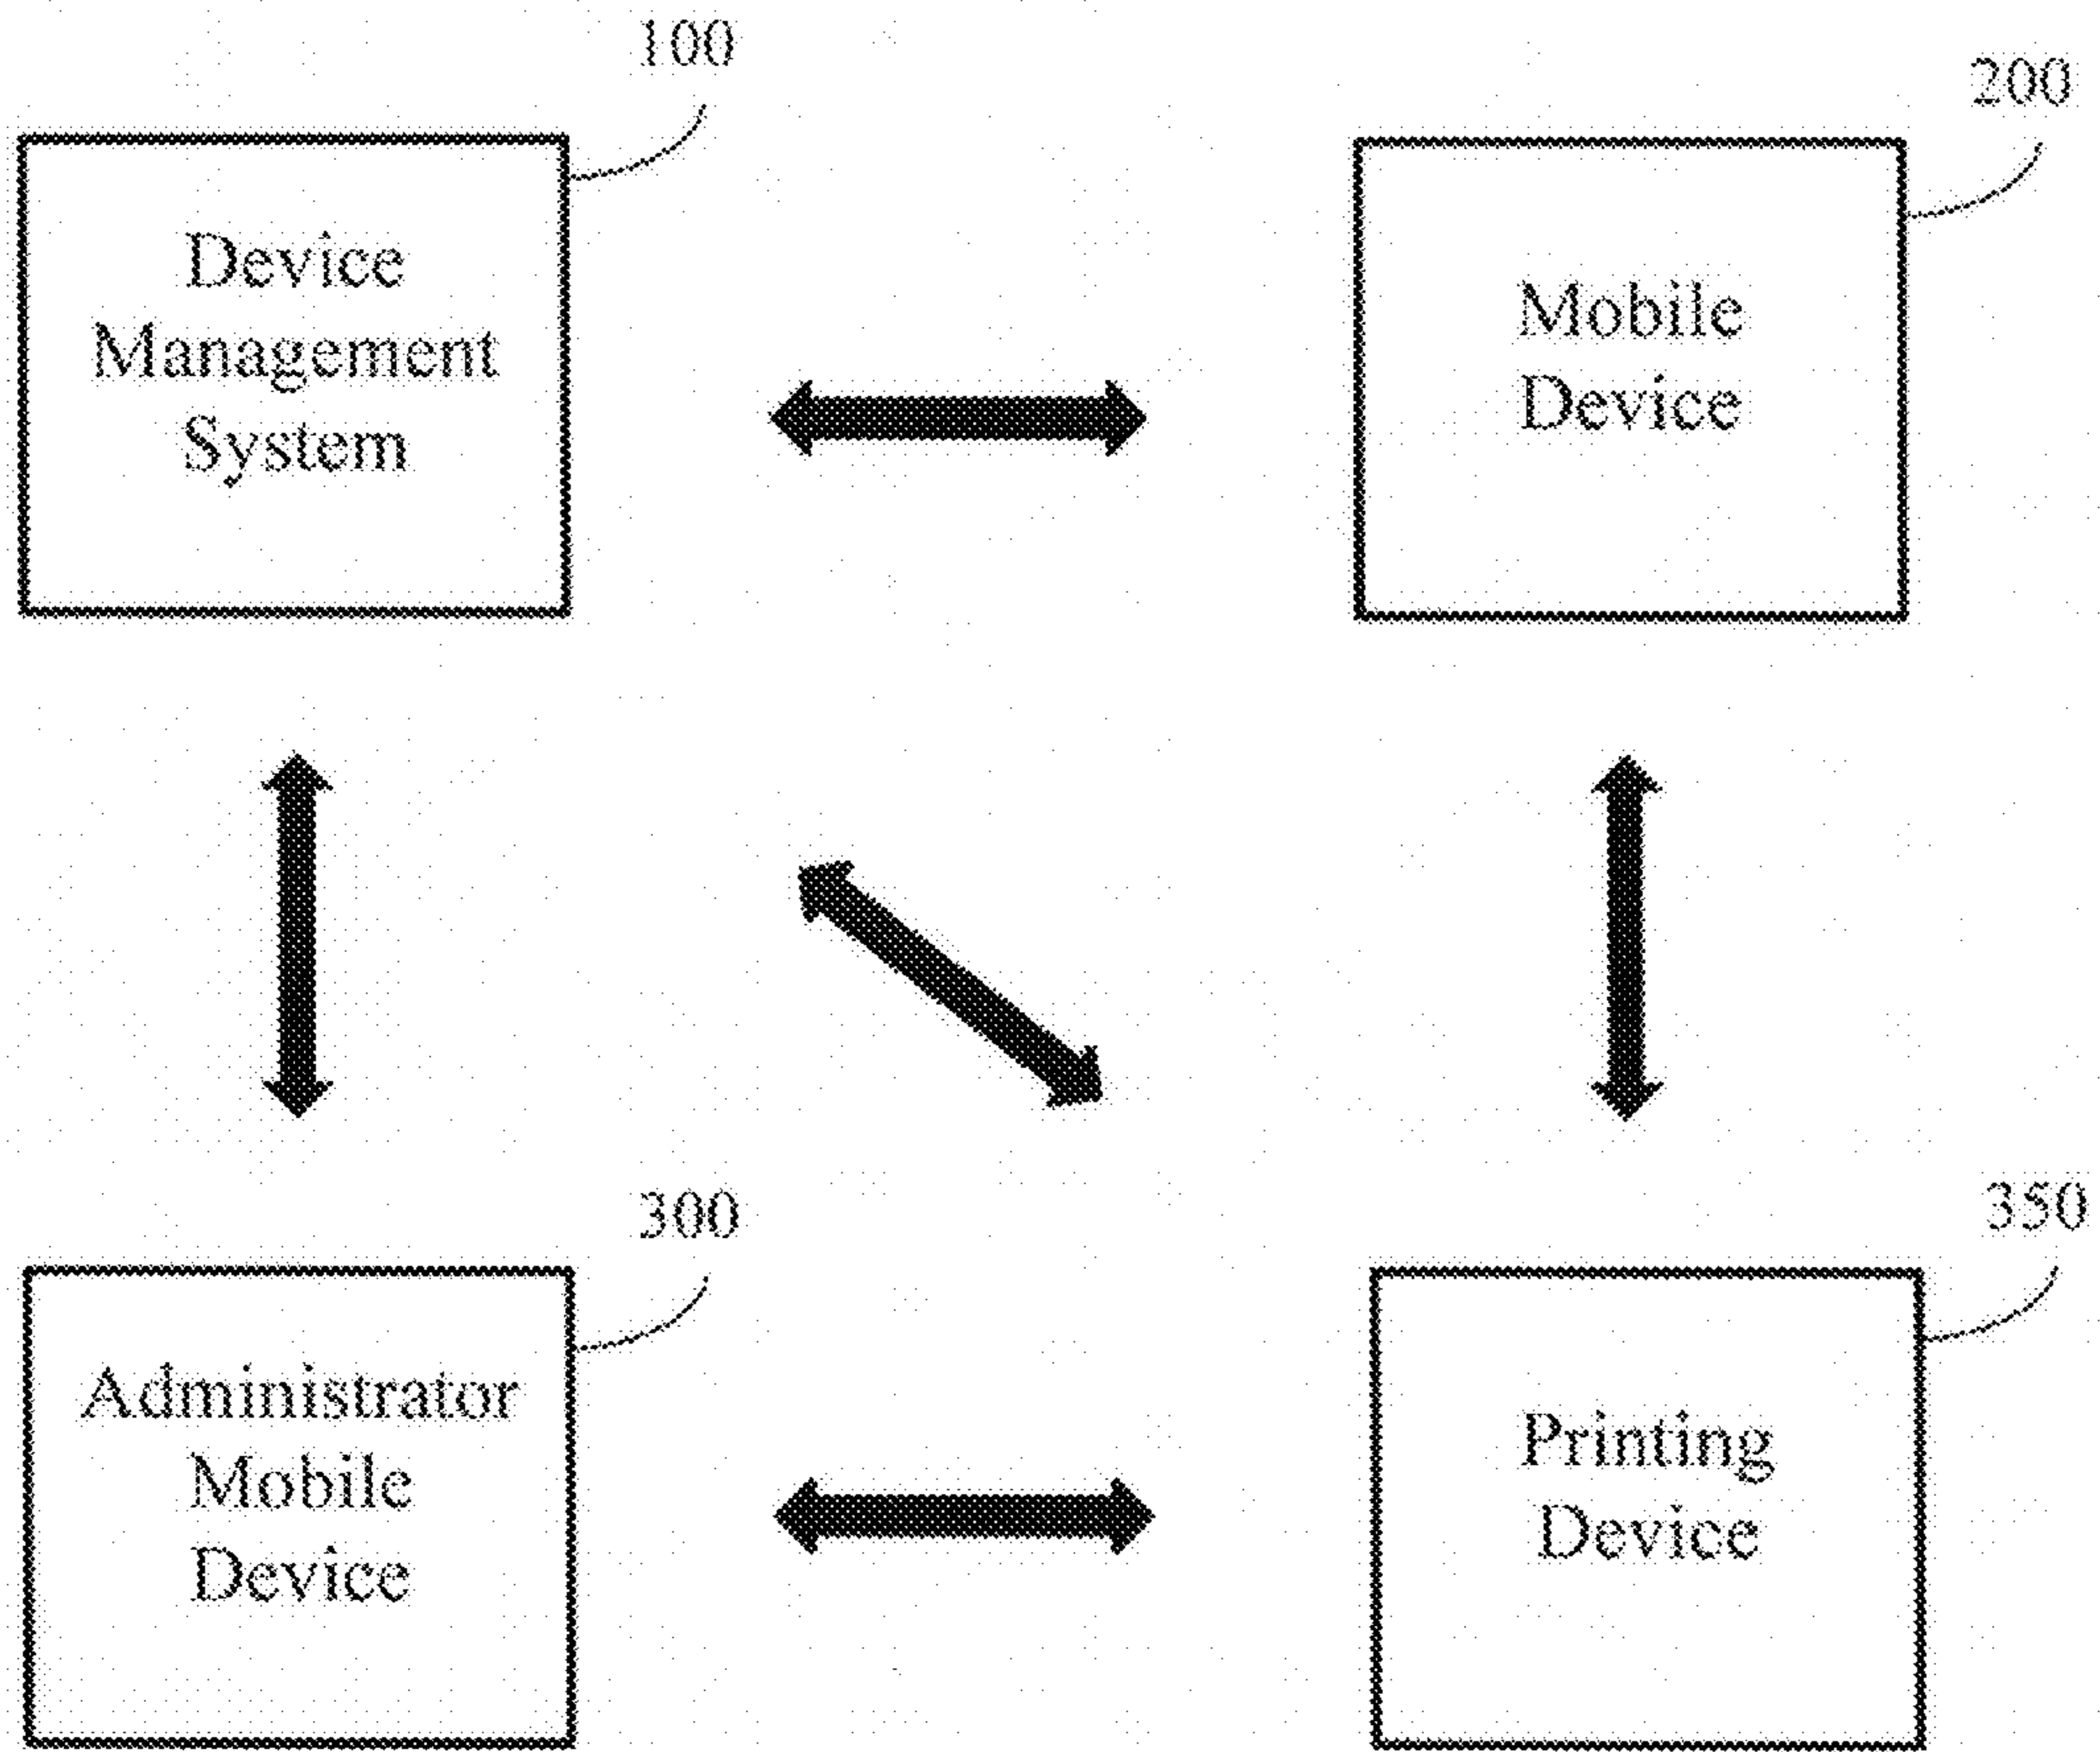 100
Device
Management
System
200
Mobile
Device
300
Administrator
Mobile
Device
350
Printing
Device